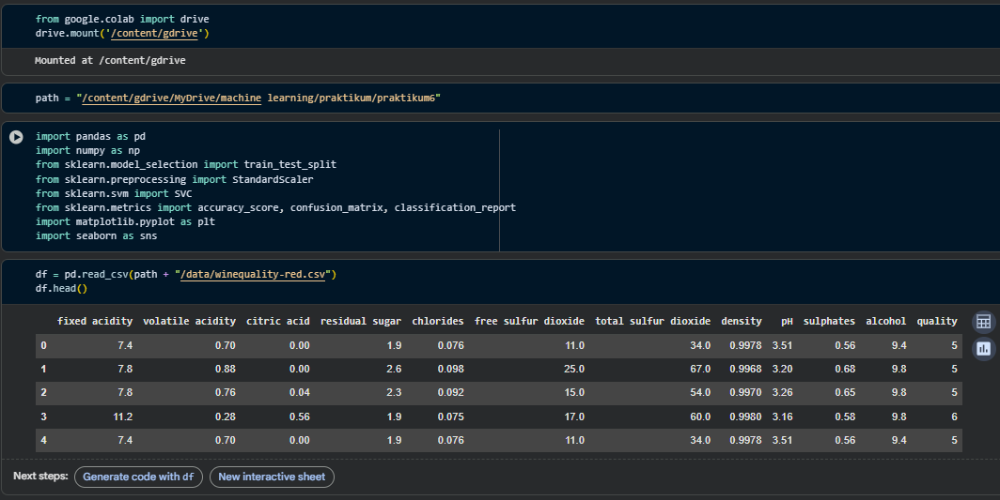 from google.colab import drive
drive.mount('/content/gdrive')
Mounted at /content/gdrive
path = "/content/gdrive/MyDrive/machine learning/praktikum/praktikum6"
import pandas as pd
import numpy as np
from sklearn.model_selection import train_test_split
from sklearn.preprocessing import StandardScaler
from sklearn.svm import SVC
from sklearn.metrics import accuracy_score, confusion_matrix, classification_report
import matplotlib.pyplot as plt
import seaborn as sns
df = pd.read_csv(path + "/data/winequality-red.csv")
df.head()
fixed acidity volatile acidity citric acid residual sugar chlorides free sulfur dioxide total sulfur dioxide density pH sulphates alcohol quality
0 7.4 0.70 0.00 1.9 0.076 11.0 34.0 0.9978 3.51 0.56 9.4 5
1 7.8 0.88 0.00 2.6 0.098 25.0 67.0 0.9968 3.20 0.68 9.8 5
2 7.8 0.76 0.04 2.3 0.092 15.0 54.0 0.9970 3.26 0.65 9.8 5
3 11.2 0.28 0.56 1.9 0.075 17.0 60.0 0.9980 3.16 0.58 9.8 6
4 7.4 0.70 0.00 1.9 0.076 11.0 34.0 0.9978 3.51 0.56 9.4 5
Next steps: Generate code with df New interactive sheet